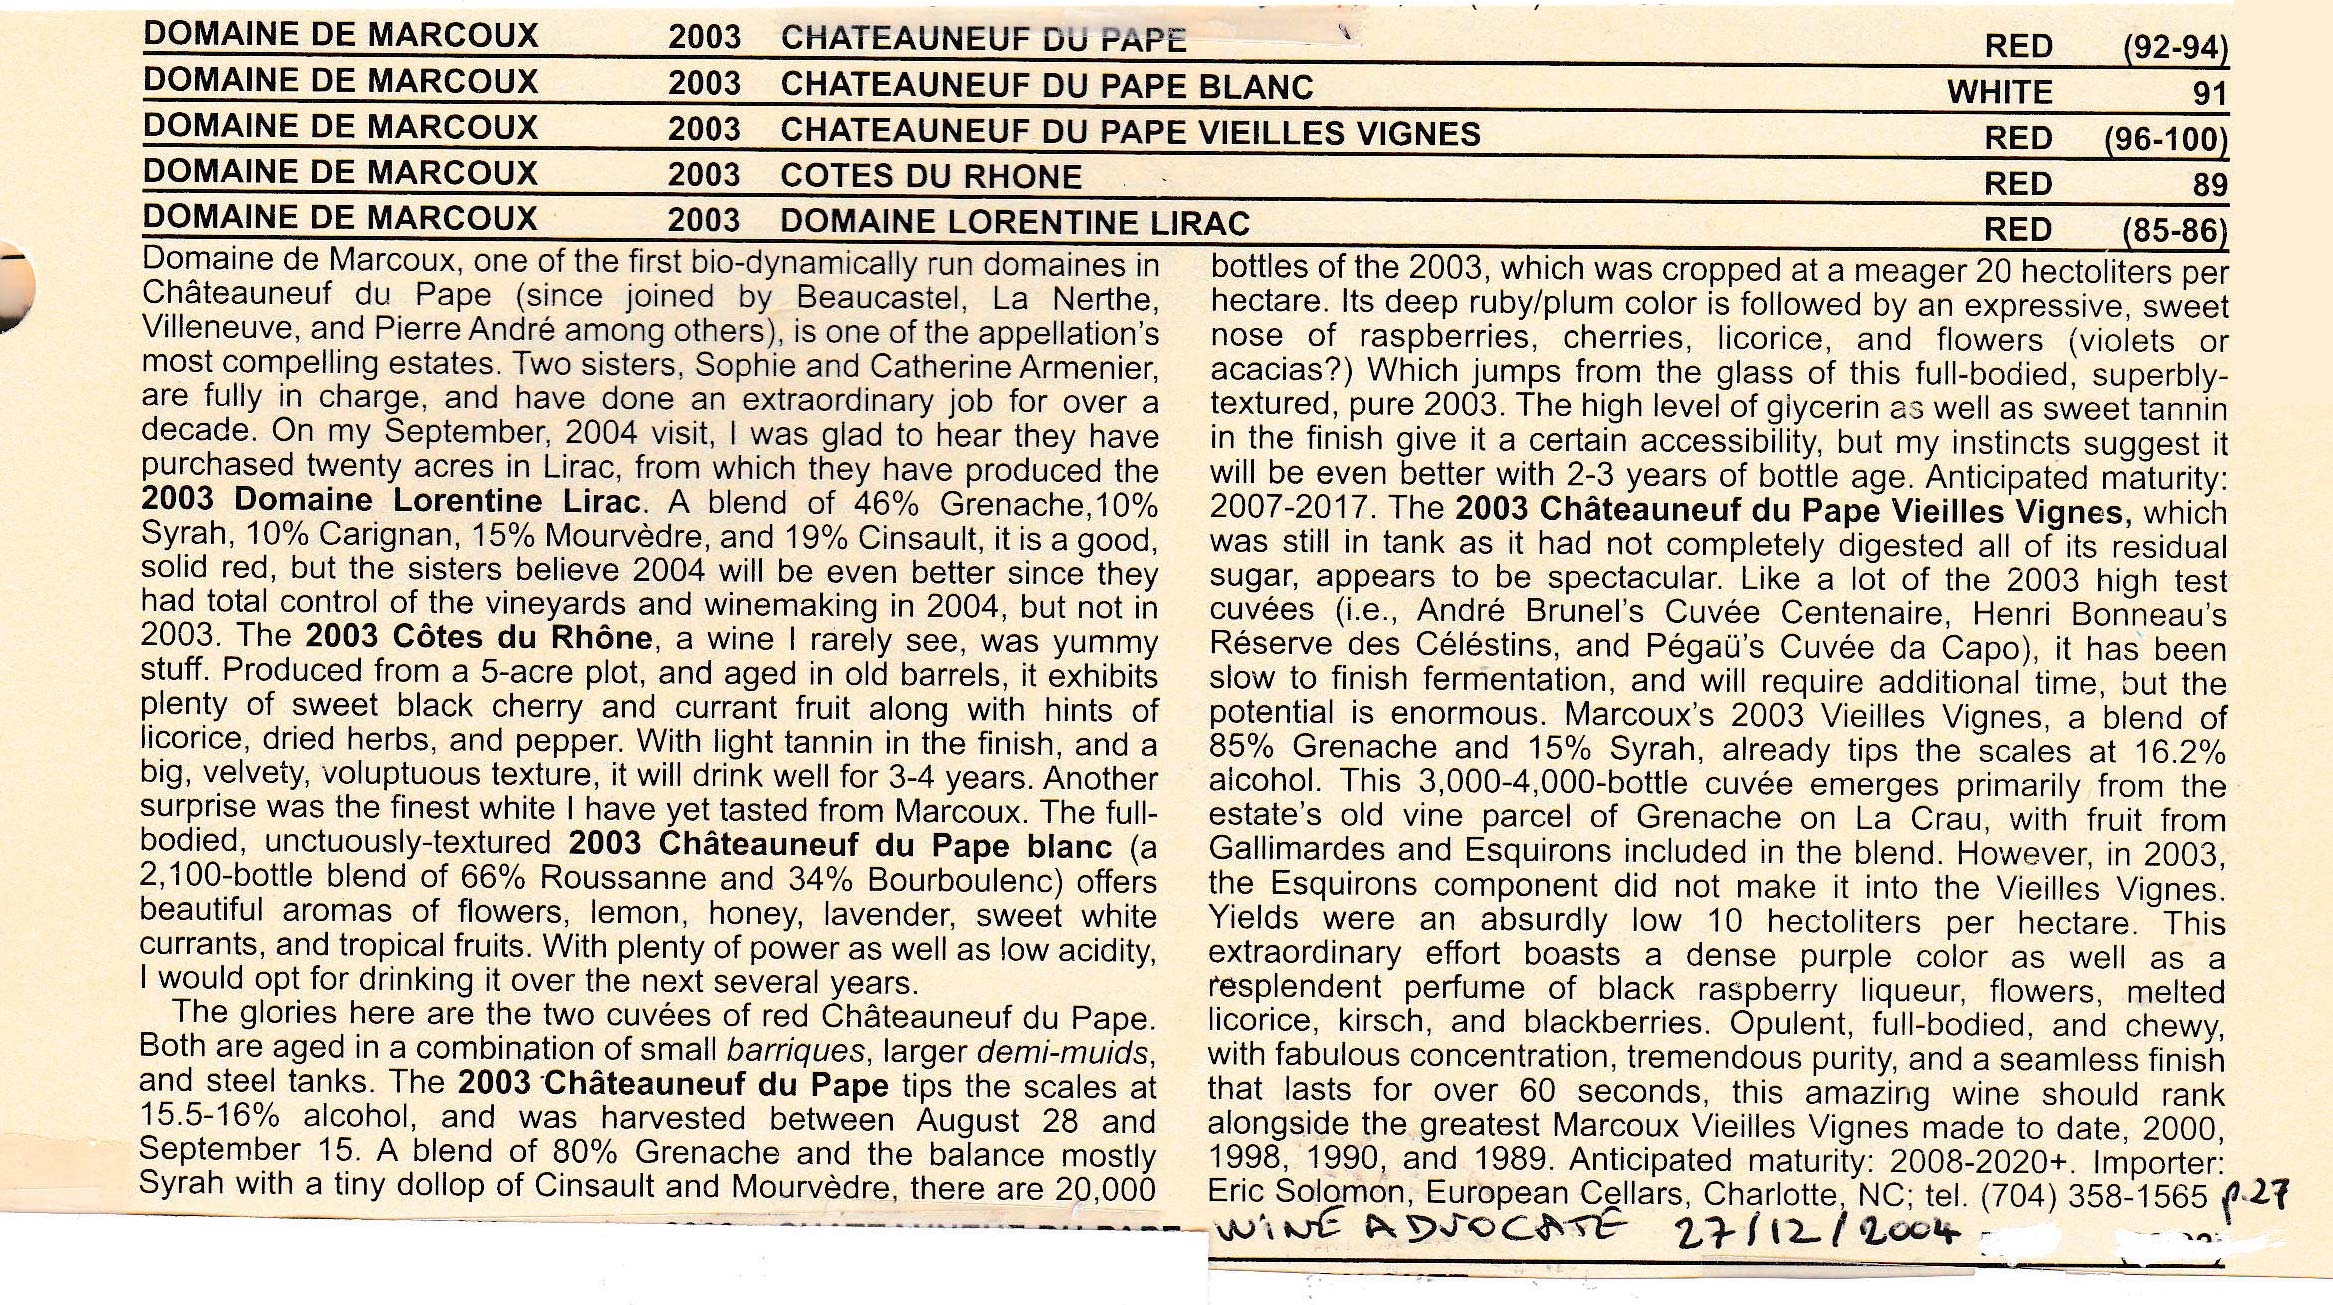 DOMAINE DE MARCOUX 2003 CHATEAUNEUF DU PAPE RED (92-94)
DOMAINE DE MARCOUX 2003 CHATEAUNEUF DU PAPE BLANC WHITE 91
DOMAINE DE MARCOUX 2003 CHATEAUNEUF DU PAPE VIEILLES VIGNES RED (96-100)
DOMAINE DE MARCOUX 2003 COTES DU RHONE RED 89
DOMAINE DE MARCOUX 2003 DOMAINE LORENTINE LIRAC RED (85-86)
Domaine de Marcoux, one of the first bio-dynamically run domaines in
Châteauneuf du Pape (since joined by Beaucastel, La Nerthe,
Villeneuve, and Pierre André among others), is one of the appellation's
most compelling estates. Two sisters, Sophie and Catherine Armenier,
are fully in charge, and have done an extraordinary job for over a
decade. On my September, 2004 visit, I was glad to hear they have
purchased twenty acres in Lirac, from which they have produced the
2003 Domaine Lorentine Lirac. A blend of 46% Grenache,10%
Syrah, 10% Carignan, 15% Mourvèdre, and 19% Cinsault, it is a good,
solid red, but the sisters believe 2004 will be even better since they
had total control of the vineyards and winemaking in 2004, but not in
2003. The 2003 Côtes du Rhône, a wine I rarely see, was yummy
stuff. Produced from a 5-acre plot, and aged in old barrels, it exhibits
plenty of sweet black cherry and currant fruit along with hints of
licorice, dried herbs, and pepper. With light tannin in the finish, and a
big, velvety, voluptuous texture, it will drink well for 3-4 years. Another
surprise was the finest white I have yet tasted from Marcoux. The full-
bodied, unctuously-textured 2003 Châteauneuf du Pape blanc (a
2,100-bottle blend of 66% Roussanne and 34% Bourboulenc) offers
beautiful aromas of flowers, lemon, honey, lavender, sweet white
currants, and tropical fruits. With plenty of power as well as low acidity,
I would opt for drinking it over the next several years.
The glories here are the two cuvées of red Châteauneuf du Pape.
Both are aged in a combination of small barriques, larger demi-muids,
and steel tanks. The 2003 Châteauneuf du Pape tips the scales at
15.5-16% alcohol, and was harvested between August 28 and
September 15. A blend of 80% Grenache and the balance mostly
Syrah with a tiny dollop of Cinsault and Mourvèdre, there are 20,000
bottles of the 2003, which was cropped at a meager 20 hectoliters per
hectare. Its deep ruby/plum color is followed by an expressive, sweet
nose of raspberries, cherries, licorice, and flowers (violets or
acacias?) Which jumps from the glass of this full-bodied, superbly-
textured, pure 2003. The high level of glycerin as well as sweet tannin
in the finish give it a certain accessibility, but my instincts suggest it
will be even better with 2-3 years of bottle age. Anticipated maturity:
2007-2017. The 2003 Châteauneuf du Pape Vieilles Vignes, which
was still in tank as it had not completely digested all of its residual
sugar, appears to be spectacular. Like a lot of the 2003 high test
cuvées (i.e., André Brunel's Cuvée Centenaire, Henri Bonneau's
Réserve des Céléstins, and Pégaü's Cuvée da Capo), it has been
slow to finish fermentation, and will require additional time, but the
potential is enormous. Marcoux's 2003 Vieilles Vignes, a blend of
85% Grenache and 15% Syrah, already tips the scales at 16.2%
alcohol. This 3,000-4,000-bottle cuvée emerges primarily from the
estate's old vine parcel of Grenache on La Crau, with fruit from
Gallimardes and Esquirons included in the blend. However, in 2003,
the Esquirons component did not make it into the Vieilles Vignes.
Yields were an absurdly low 10 hectoliters per hectare. This
extraordinary effort boasts a dense purple color as well as a
resplendent perfume of black raspberry liqueur, flowers, melted
licorice, kirsch, and blackberries. Opulent, full-bodied, and chewy,
with fabulous concentration, tremendous purity, and a seamless finish
that lasts for over 60 seconds, this amazing wine should rank
alongside the greatest Marcoux Vieilles Vignes made to date, 2000,
1998, 1990, and 1989. Anticipated maturity: 2008-2020+. Importer:
Eric Solomon, European Cellars, Charlotte, NC; tel. (704) 358-1565 p.27
WINE ADVOCATE 27/12/2004